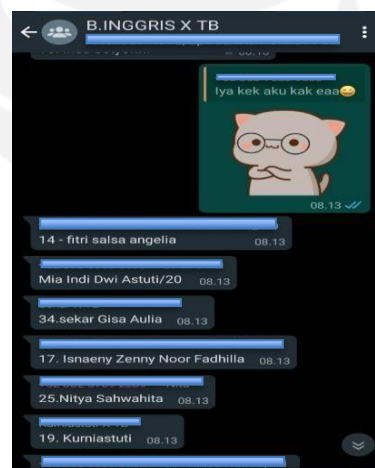 B.INGGRIS X TB
08.13
Iya kek aku kak eaa😄
08.13
14 - fitri salsa angelia 08.13
Mia Indi Dwi Astuti/20 08.13
34.sekar Gisa Aulia 08.13
17. Isnaeny Zenny Noor Fadhilla 08.13
25.Nitya Sahwahita 08.13
19. Kurniastuti 08.13